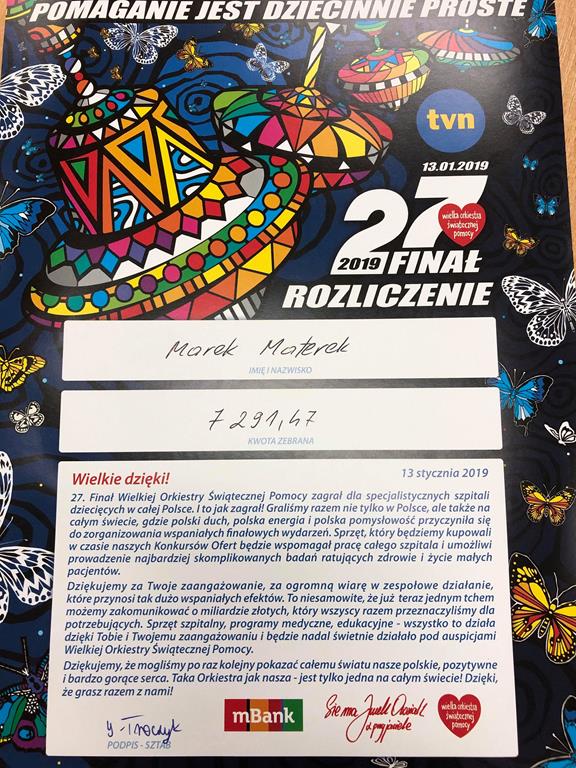 POMAGANIE JEST DZIECINNIE PROSTE
tvn
13.01.2019
27
wielka orkiestra
świątecznej
pomocy
2019 FINAŁ
ROZLICZENIE
Marek Materek
IMIĘ I NAZWISKO
7 291,47
KWOTA ZEBRANA
Wielkie dzięki!
13 stycznia 2019
27. Finał Wielkiej Orkiestry Świątecznej Pomocy zagrał dla specjalistycznych szpitali
dziecięcych w całej Polsce. I to jak zagrał! Graliśmy razem nie tylko w Polsce, ale także na
całym świecie, gdzie polski duch, polska energia i polska pomysłowość przyczyniła się
do zorganizowania wspaniałych finałowych wydarzeń. Sprzęt, który będziemy kupowali
w czasie naszych Konkursów Ofert będzie wspomagał pracę całego szpitala i umożliwi
prowadzenie najbardziej skomplikowanych badań ratujących zdrowie i życie małych
pacjentów.
Dziękujemy za Twoje zaangażowanie, za ogromną wiarę w zespołowe działanie,
które przynosi tak dużo wspaniałych efektów. To niesamowite, że już teraz jednym tchem
możemy zakomunikować o miliardzie złotych, który wszyscy razem przeznaczyliśmy dla
potrzebujących. Sprzęt szpitalny, programy medyczne, edukacyjne - wszystko to działa
dzięki Tobie i Twojemu zaangażowaniu i będzie nadal świetnie działało pod auspicjami
Wielkiej Orkiestry Świątecznej Pomocy.
Dziękujemy, że mogliśmy po raz kolejny pokazać całemu światu nasze polskie, pozytywne
i bardzo gorące serca. Taka Orkiestra jak nasza - jest tylko jedna na całym świecie! Dzięki,
że grasz razem z nami!
PODPIS - SZTAB
mBank
Sie ma Jurek Owsiak
z przyjaciółmi
wielka orkiestra
świątecznej
pomocy